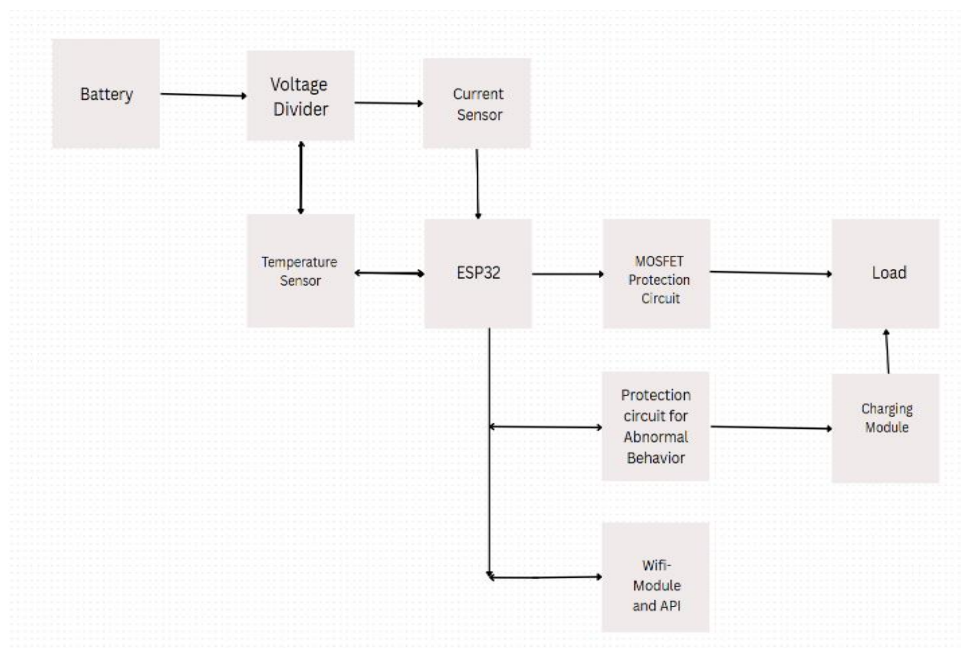 Battery
Voltage
Divider
Current
Sensor
Temperature
Sensor
ESP32
MOSFET
Protection
Circuit
Load
Protection
circuit for
Abnormal
Behavior
Charging
Module
Wifi-
Module
and API